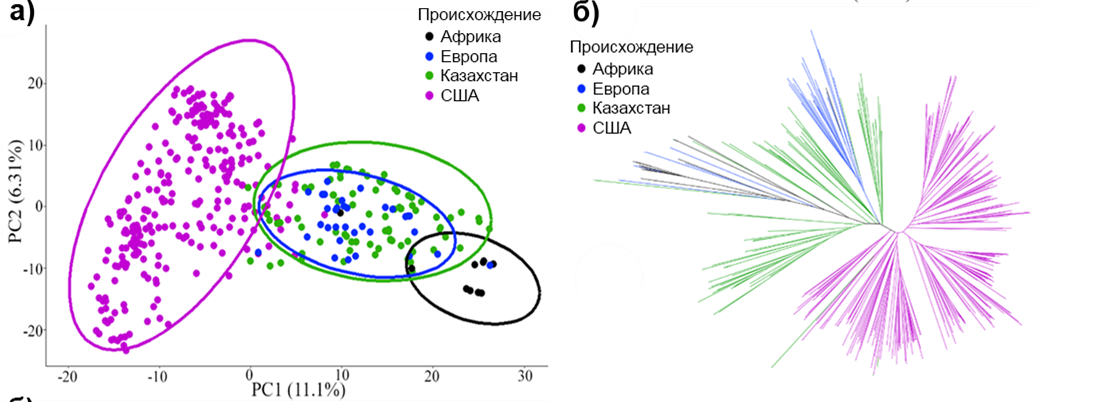 а)
Происхождение
Африка
Европа
Казахстан
США
PC2 (6.31%)
20
10
0
-10
-20
-20
-10
0
10
20
30
PC1 (11.1%)
б)
Происхождение
Африка
Европа
Казахстан
США